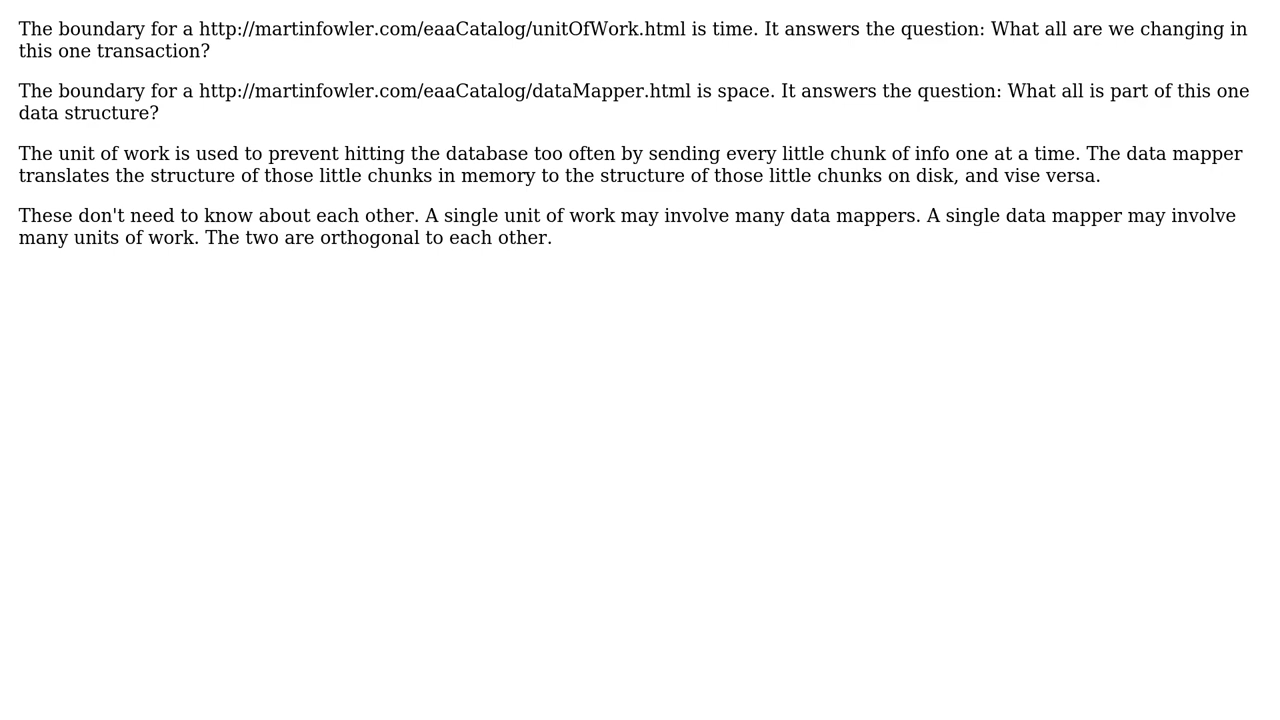 The boundary for a http://martinfowler.com/eaaCatalog/unitOfWork.html is time. It answers the question: What all are we changing in
this one transaction?
The boundary for a http://martinfowler.com/eaaCatalog/dataMapper.html is space. It answers the question: What all is part of this one
data structure?
The unit of work is used to prevent hitting the database too often by sending every little chunk of info one at a time. The data mapper
translates the structure of those little chunks in memory to the structure of those little chunks on disk, and vise versa.
These don't need to know about each other. A single unit of work may involve many data mappers. A single data mapper may involve
many units of work. The two are orthogonal to each other.